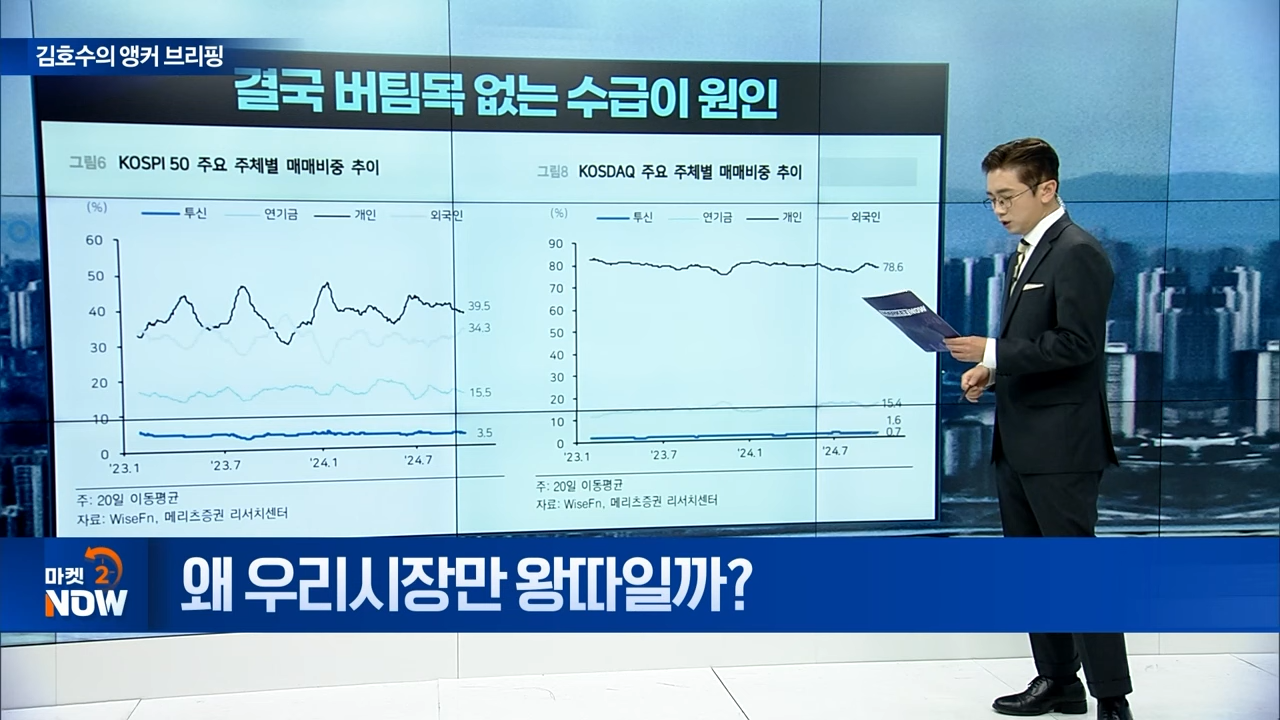 김호수의 앵커 브리핑
결국 버팀목 없는 수급이 원인
그림6 KOSPI 50 주요 주체별 매매비중 추이
(%)
투신 연기금 개인 외국인
60
50
40
30
20
10
0
39.5
34.3
15.5
3.5
'23.1 '23.7 '24.1 '24.7
주: 20일 이동평균
자료: WiseFn, 메리츠증권 리서치센터
그림8 KOSDAQ 주요 주체별 매매비중 추이
(%)
투신 연기금 개인 외국인
90
80
70
60
50
40
30
20
10
0
78.6
15.4
1.6
0.7
'23.1 '23.7 '24.1 '24.7
주: 20일 이동평균
자료: WiseFn, 메리츠증권 리서치센터
마켓 2
NOW
왜 우리시장만 왕따일까?